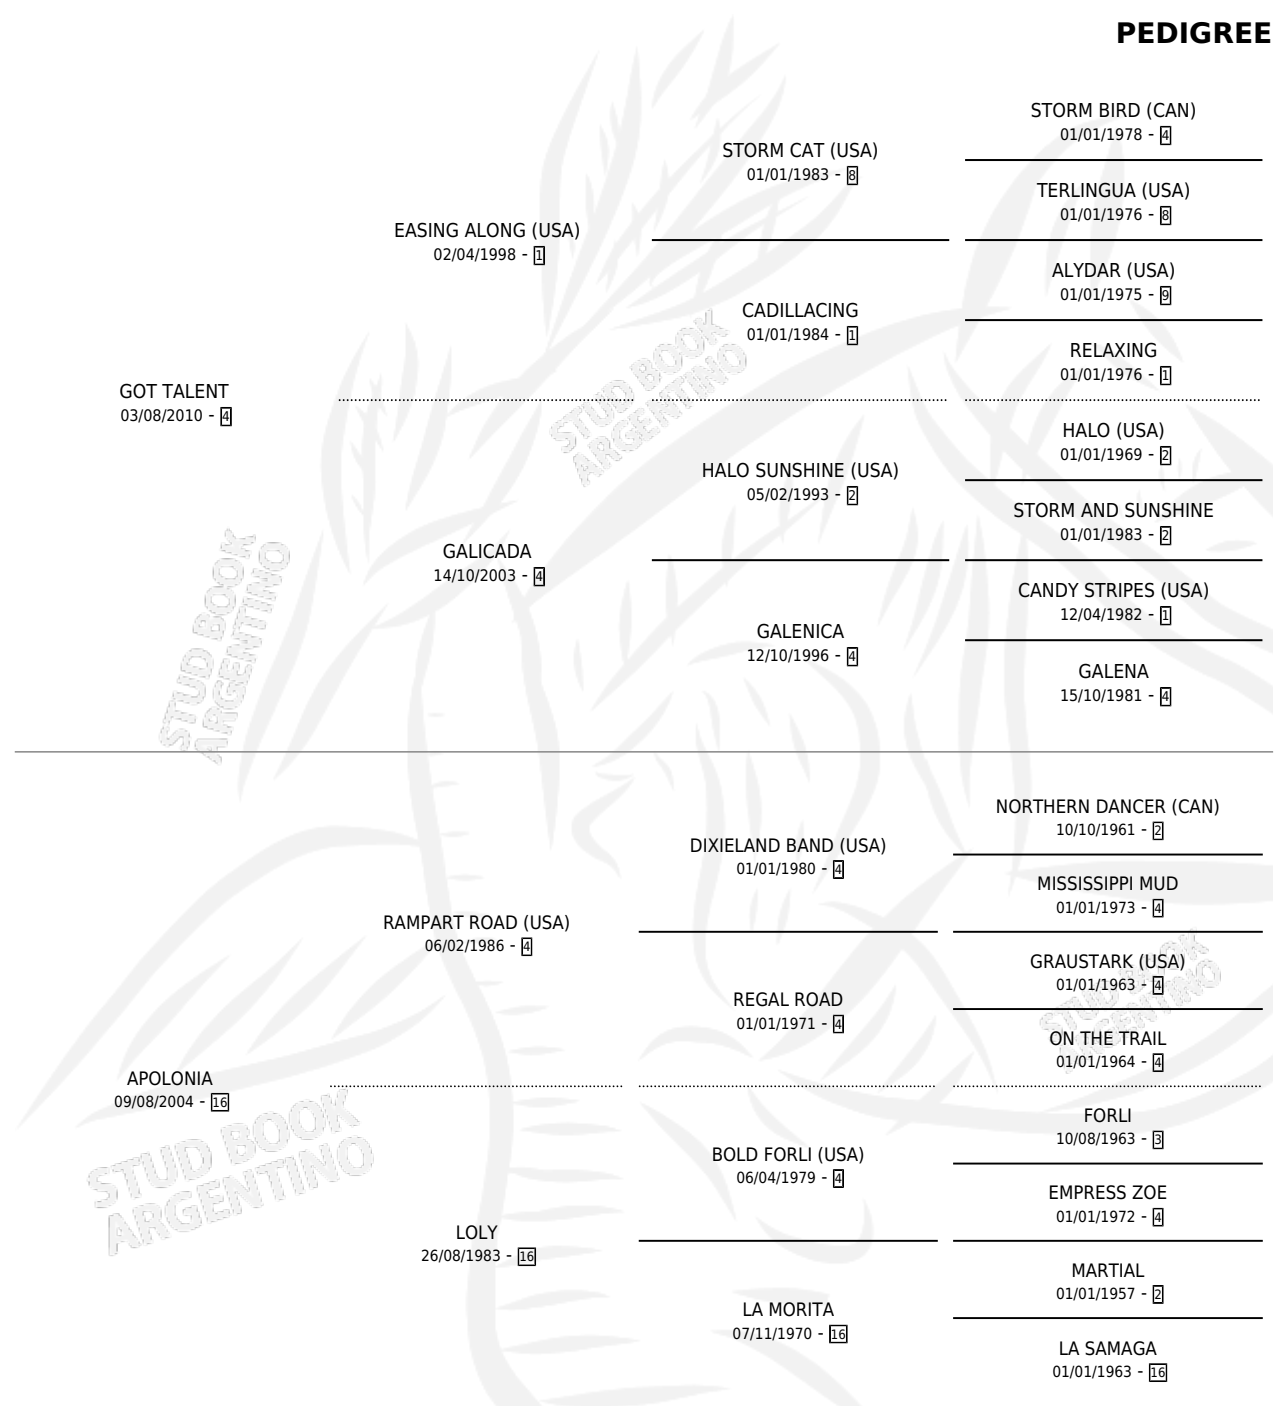 PEDIGREE
STORM BIRD (CAN)
01/01/1978 - 4
STORM CAT (USA)
01/01/1983 - 8
TERLINGUA (USA)
01/01/1976 - 8
EASING ALONG (USA)
02/04/1998 - 1
ALYDAR (USA)
01/01/1975 - 9
CADILLACING
01/01/1984 - 1
RELAXING
01/01/1976 - 1
GOT TALENT
03/08/2010 - 4
HALO (USA)
01/01/1969 - 2
HALO SUNSHINE (USA)
05/02/1993 - 2
STORM AND SUNSHINE
01/01/1983 - 2
GALICADA
14/10/2003 - 4
CANDY STRIPES (USA)
12/04/1982 - 1
GALENICA
12/10/1996 - 4
GALENA
15/10/1981 - 4
STUD BOOK
ARGENTINO
STUD BOOK
ARGENTINO
NORTHERN DANCER (CAN)
10/10/1961 - 2
DIXIELAND BAND (USA)
01/01/1980 - 4
MISSISSIPPI MUD
01/01/1973 - 4
RAMPART ROAD (USA)
06/02/1986 - 4
GRAUSTARK (USA)
01/01/1963 - 4
REGAL ROAD
01/01/1971 - 4
ON THE TRAIL
01/01/1964 - 4
APOLONIA
09/08/2004 - 16
FORLI
10/08/1963 - 3
BOLD FORLI (USA)
06/04/1979 - 4
EMPRESS ZOE
01/01/1972 - 4
LOLY
26/08/1983 - 16
MARTIAL
01/01/1957 - 2
LA MORITA
07/11/1970 - 16
LA SAMAGA
01/01/1963 - 16
STUD BOOK
ARGENTINO
STUD BOOK
ARGENTINO